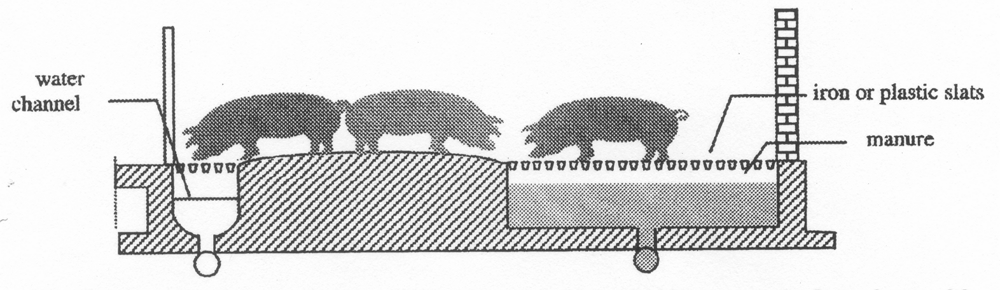 water
channel
iron or plastic slats
manure